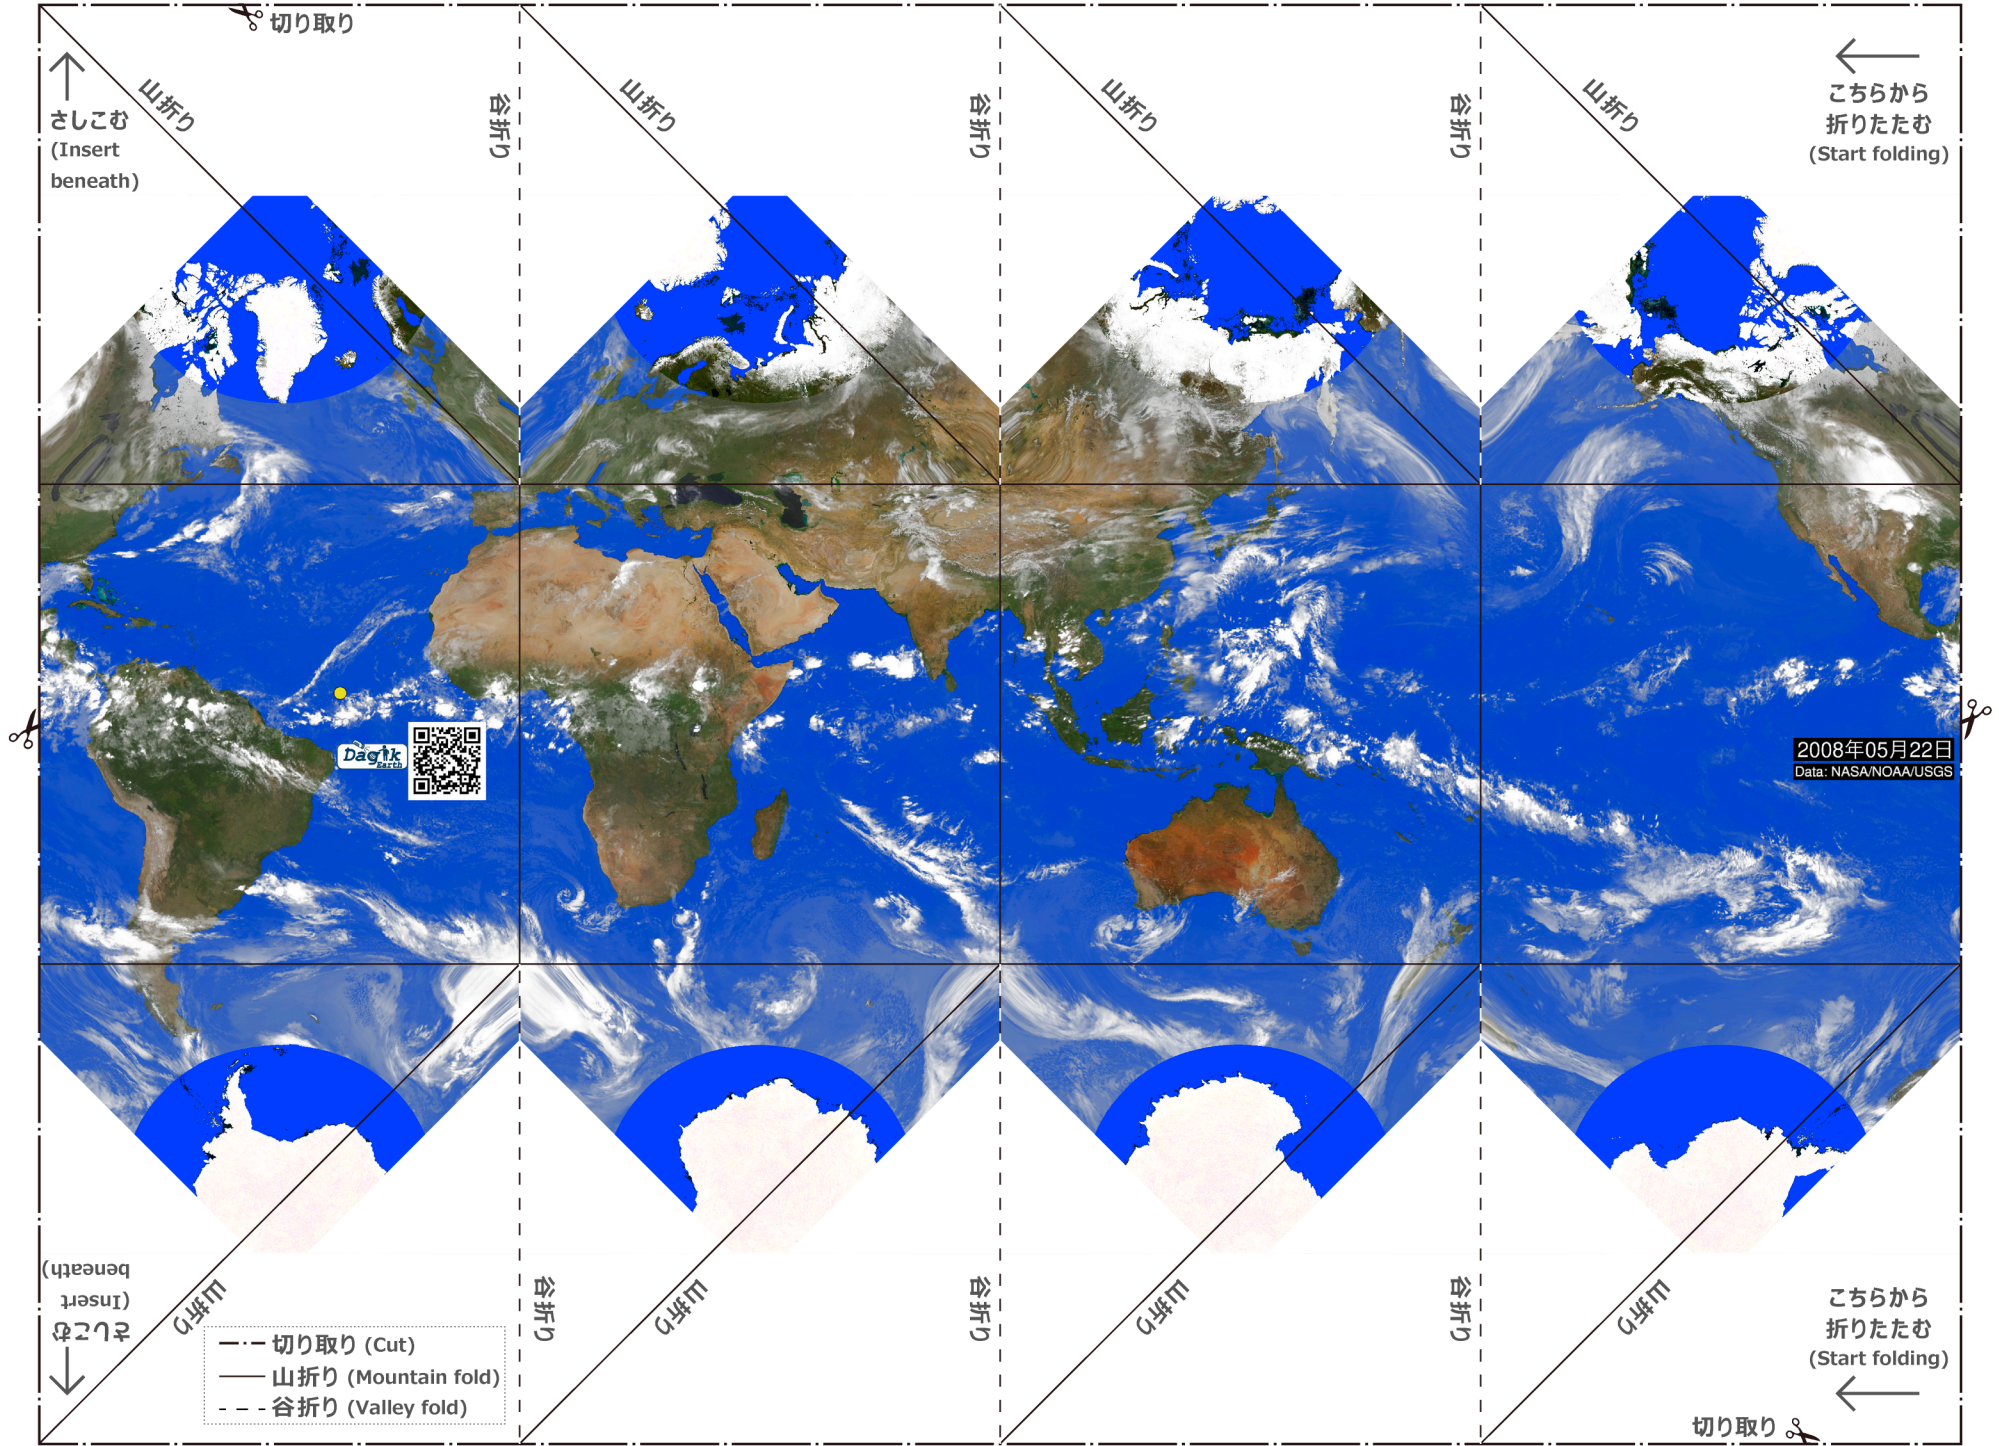 切り取り
さしこむ
(Insert
beneath)
山折り
谷折り
山折り
谷折り
山折り
谷折り
山折り
こちらから
折りたたむ
(Start folding)
Dagik
Earth
2008年05月22日
Data: NASA/NOAA/USGS
さしこむ
(Insert
beneath)
山折り
谷折り
山折り
谷折り
山折り
谷折り
山折り
こちらから
折りたたむ
(Start folding)
切り取り (Cut)
山折り (Mountain fold)
谷折り (Valley fold)
切り取り